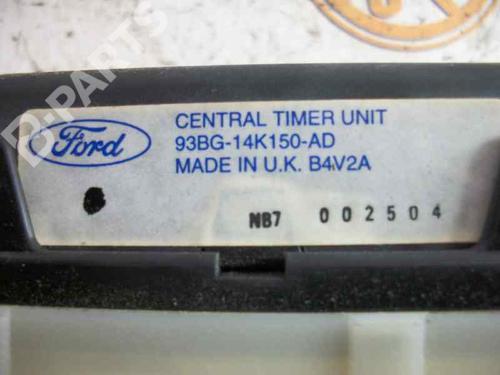 B-PARTS
Ford
CENTRAL TIMER UNIT
93BG-14K150-AD
MADE IN U.K. B4V2A
NB7 002504